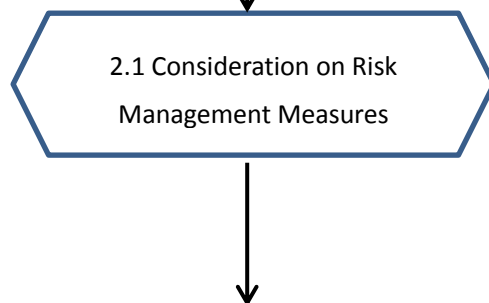 2.1 Consideration on Risk
Management Measures